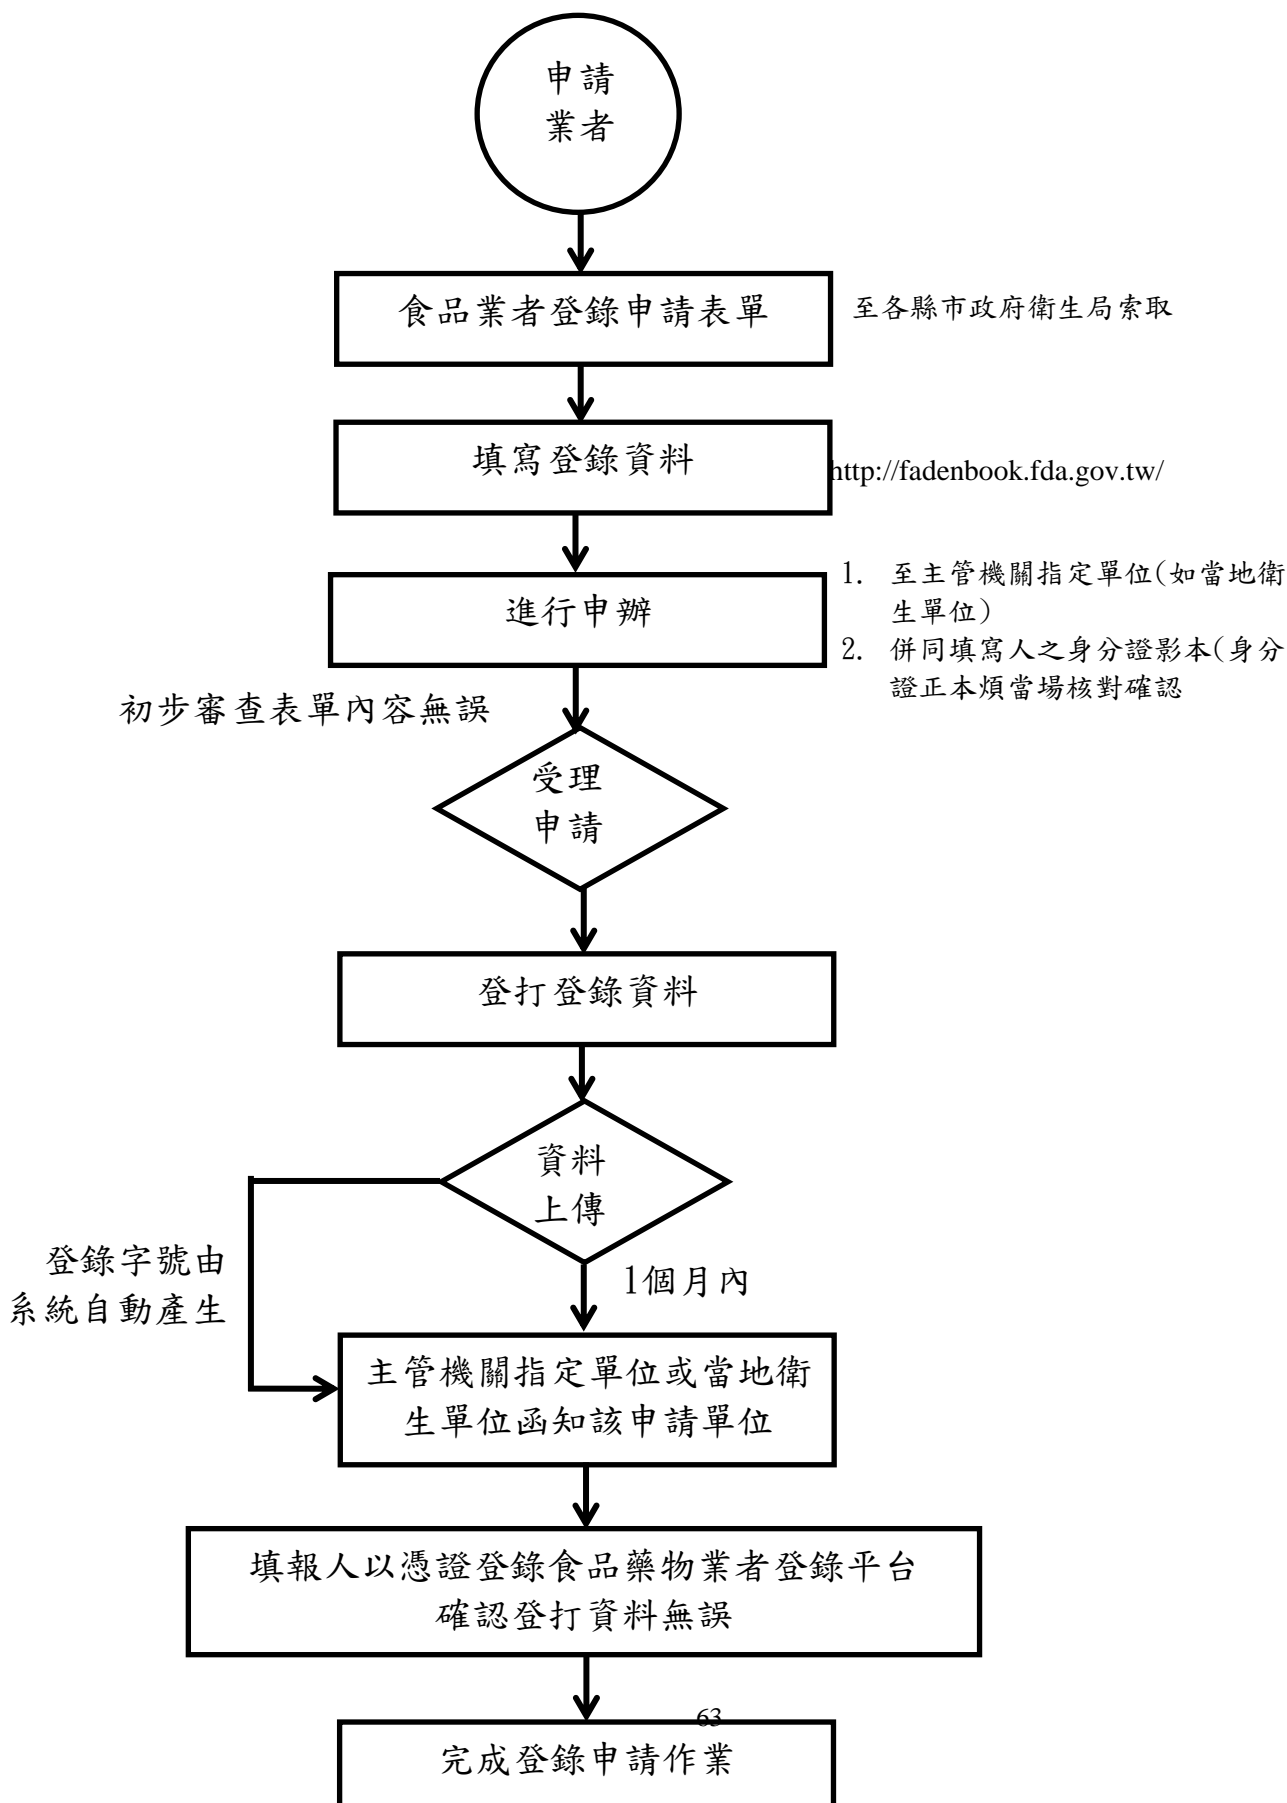 申請
業者
食品業者登錄申請表單
至各縣市政府衛生局索取
填寫登錄資料
http://fadenbook.fda.gov.tw/
進行申辦
1. 至主管機關指定單位(如當地衛
生單位)
2. 併同填寫人之身分證影本(身分
證正本煩當場核對確認
初步審查表單內容無誤
受理
申請
登打登錄資料
資料
上傳
登錄字號由
系統自動產生
1個月內
主管機關指定單位或當地衛
生單位函知該申請單位
填報人以憑證登錄食品藥物業者登錄平台
確認登打資料無誤
63
完成登錄申請作業